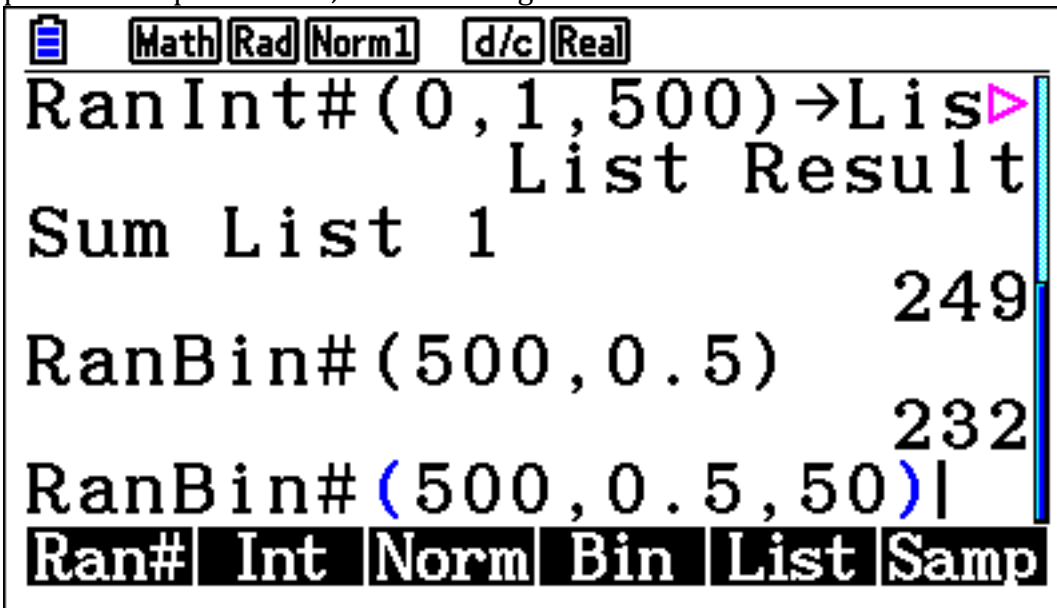 Math Rad Norm1 d/c Real
RanInt#(0,1,500)→Lis
List Result
Sum List 1
249
RanBin#(500,0.5)
232
RanBin#(500,0.5,50)
Ran# Int Norm Bin List Samp